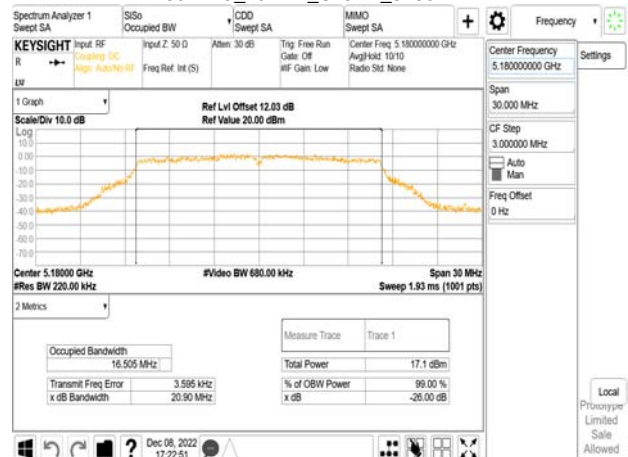 Spectrum Analyzer 1
Swept SA
SiSo
Occupied BW
CDD
Swept SA
MIMO
Swept SA
+
Frequency
KEYSIGHT
R
Input: RF
Coupling: DC
Align: Auto/No RF
Input Z: 50 Ω
Freq Ref: Int (S)
Atten: 30 dB
Trig: Free Run
Gate: Off
#IF Gain: Low
Center Freq: 5.180000000 GHz
Avg|Hold: 10/10
Radio Std: None
Center Frequency
5.180000000 GHz
Settings
Span
30.000 MHz
CF Step
3.000000 MHz
Auto
Man
Freq Offset
0 Hz
1 Graph
Scale/Div 10.0 dB
Ref Lvl Offset 12.03 dB
Ref Value 20.00 dBm
Log
10.0
0.00
-10.0
-20.0
-30.0
-40.0
-50.0
-60.0
-70.0
Center 5.18000 GHz
#Res BW 220.00 kHz
#Video BW 680.00 kHz
Span 30 MHz
Sweep 1.93 ms (1001 pts)
2 Metrics
Measure Trace
Trace 1
Occupied Bandwidth
16.505 MHz
Total Power
17.1 dBm
Transmit Freq Error
3.595 kHz
% of OBW Power
99.00 %
x dB Bandwidth
20.90 MHz
x dB
-26.00 dB
Local
Prototype
Limited
Sale
Allowed
?
Dec 08, 2022
17:22:51